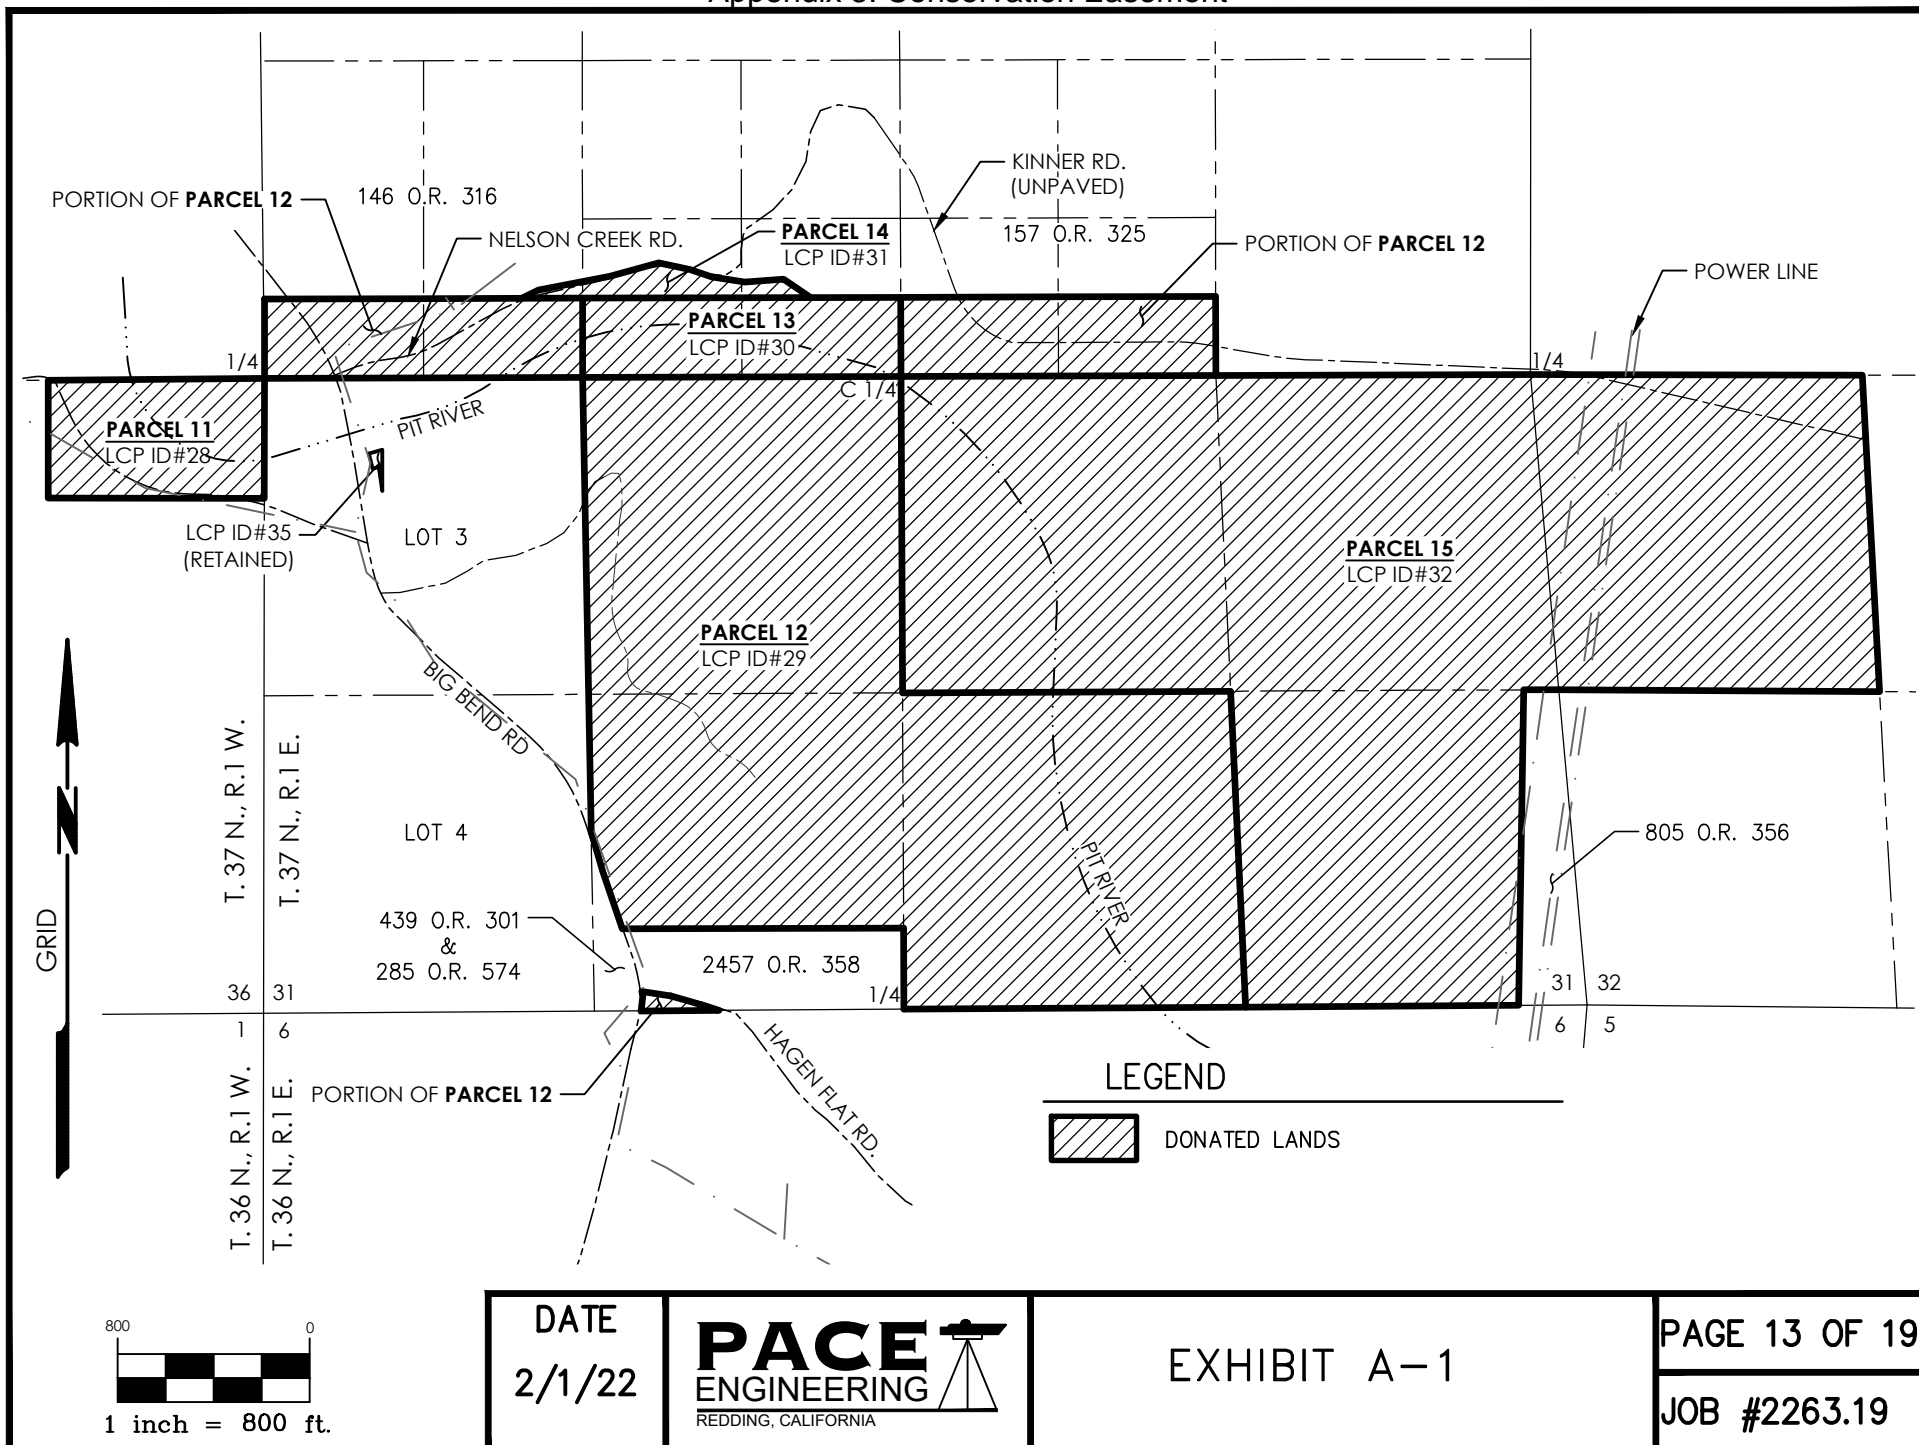 Appendix 8: Conservation Easement
PORTION OF PARCEL 12
146 O.R. 316
NELSON CREEK RD.
PARCEL 14
LCP ID#31
KINNER RD.
(UNPAVED)
157 O.R. 325
PORTION OF PARCEL 12
POWER LINE
PARCEL 13
LCP ID#30
1/4
C 1/4
1/4
PARCEL 11
LCP ID#28
PIT RIVER
LCP ID#35
(RETAINED)
LOT 3
PARCEL 15
LCP ID#32
PARCEL 12
LCP ID#29
BIG BEND RD
T. 37 N., R.1 W.
T. 37 N., R.1 E.
LOT 4
805 O.R. 356
PIT RIVER
GRID
N
439 O.R. 301
&
285 O.R. 574
2457 O.R. 358
1/4
36 31
1 6
31 32
6 5
HAGEN FLAT RD.
PORTION OF PARCEL 12
T. 36 N., R.1 W.
T. 36 N., R.1 E.
LEGEND
DONATED LANDS
800 0
1 inch = 800 ft.
DATE
2/1/22
PACE
ENGINEERING
REDDING, CALIFORNIA
EXHIBIT A-1
PAGE 13 OF 19
JOB #2263.19